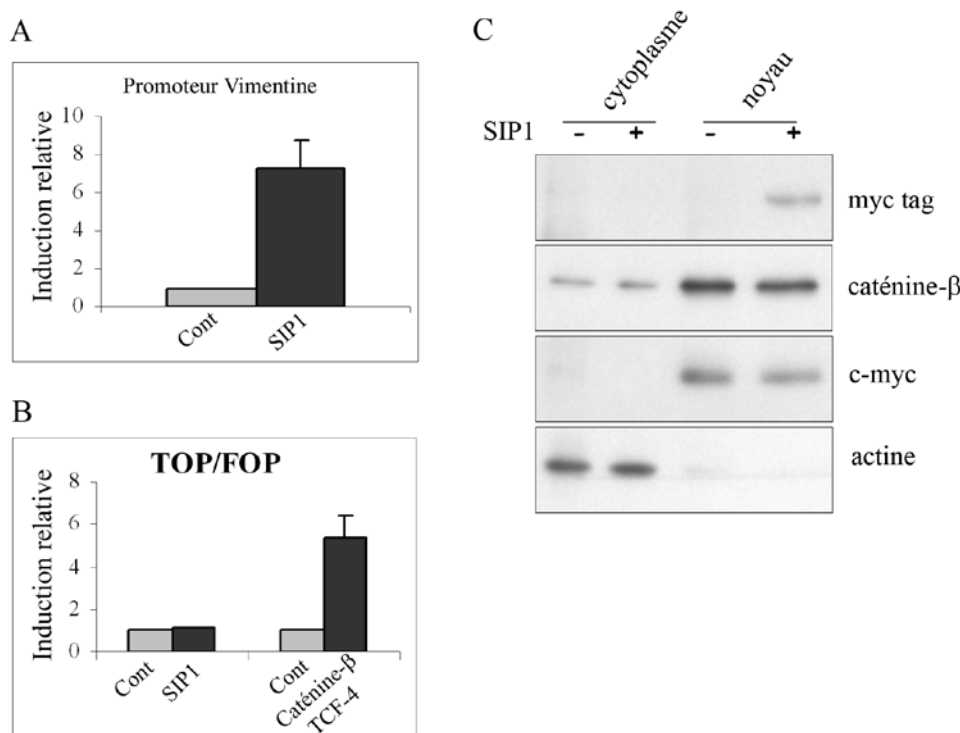 A
Promoteur Vimentine
Induction relative
10
8
6
4
2
0
Cont
SIP1
B
TOP/FOP
Induction relative
8
6
4
2
0
Cont
SIP1
Cont
Caténine-β
TCF-4
C
cytoplasme
noyau
SIP1 - + - +
myc tag
caténine-β
c-myc
actine